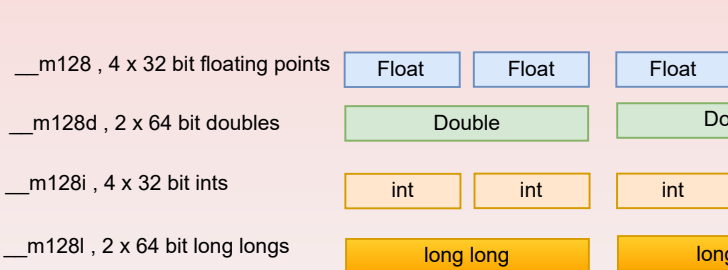 __m128 , 4 x 32 bit floating points Float Float Float
__m128d , 2 x 64 bit doubles Double
__m128i , 4 x 32 bit ints int int int
__m128l , 2 x 64 bit long longs long long